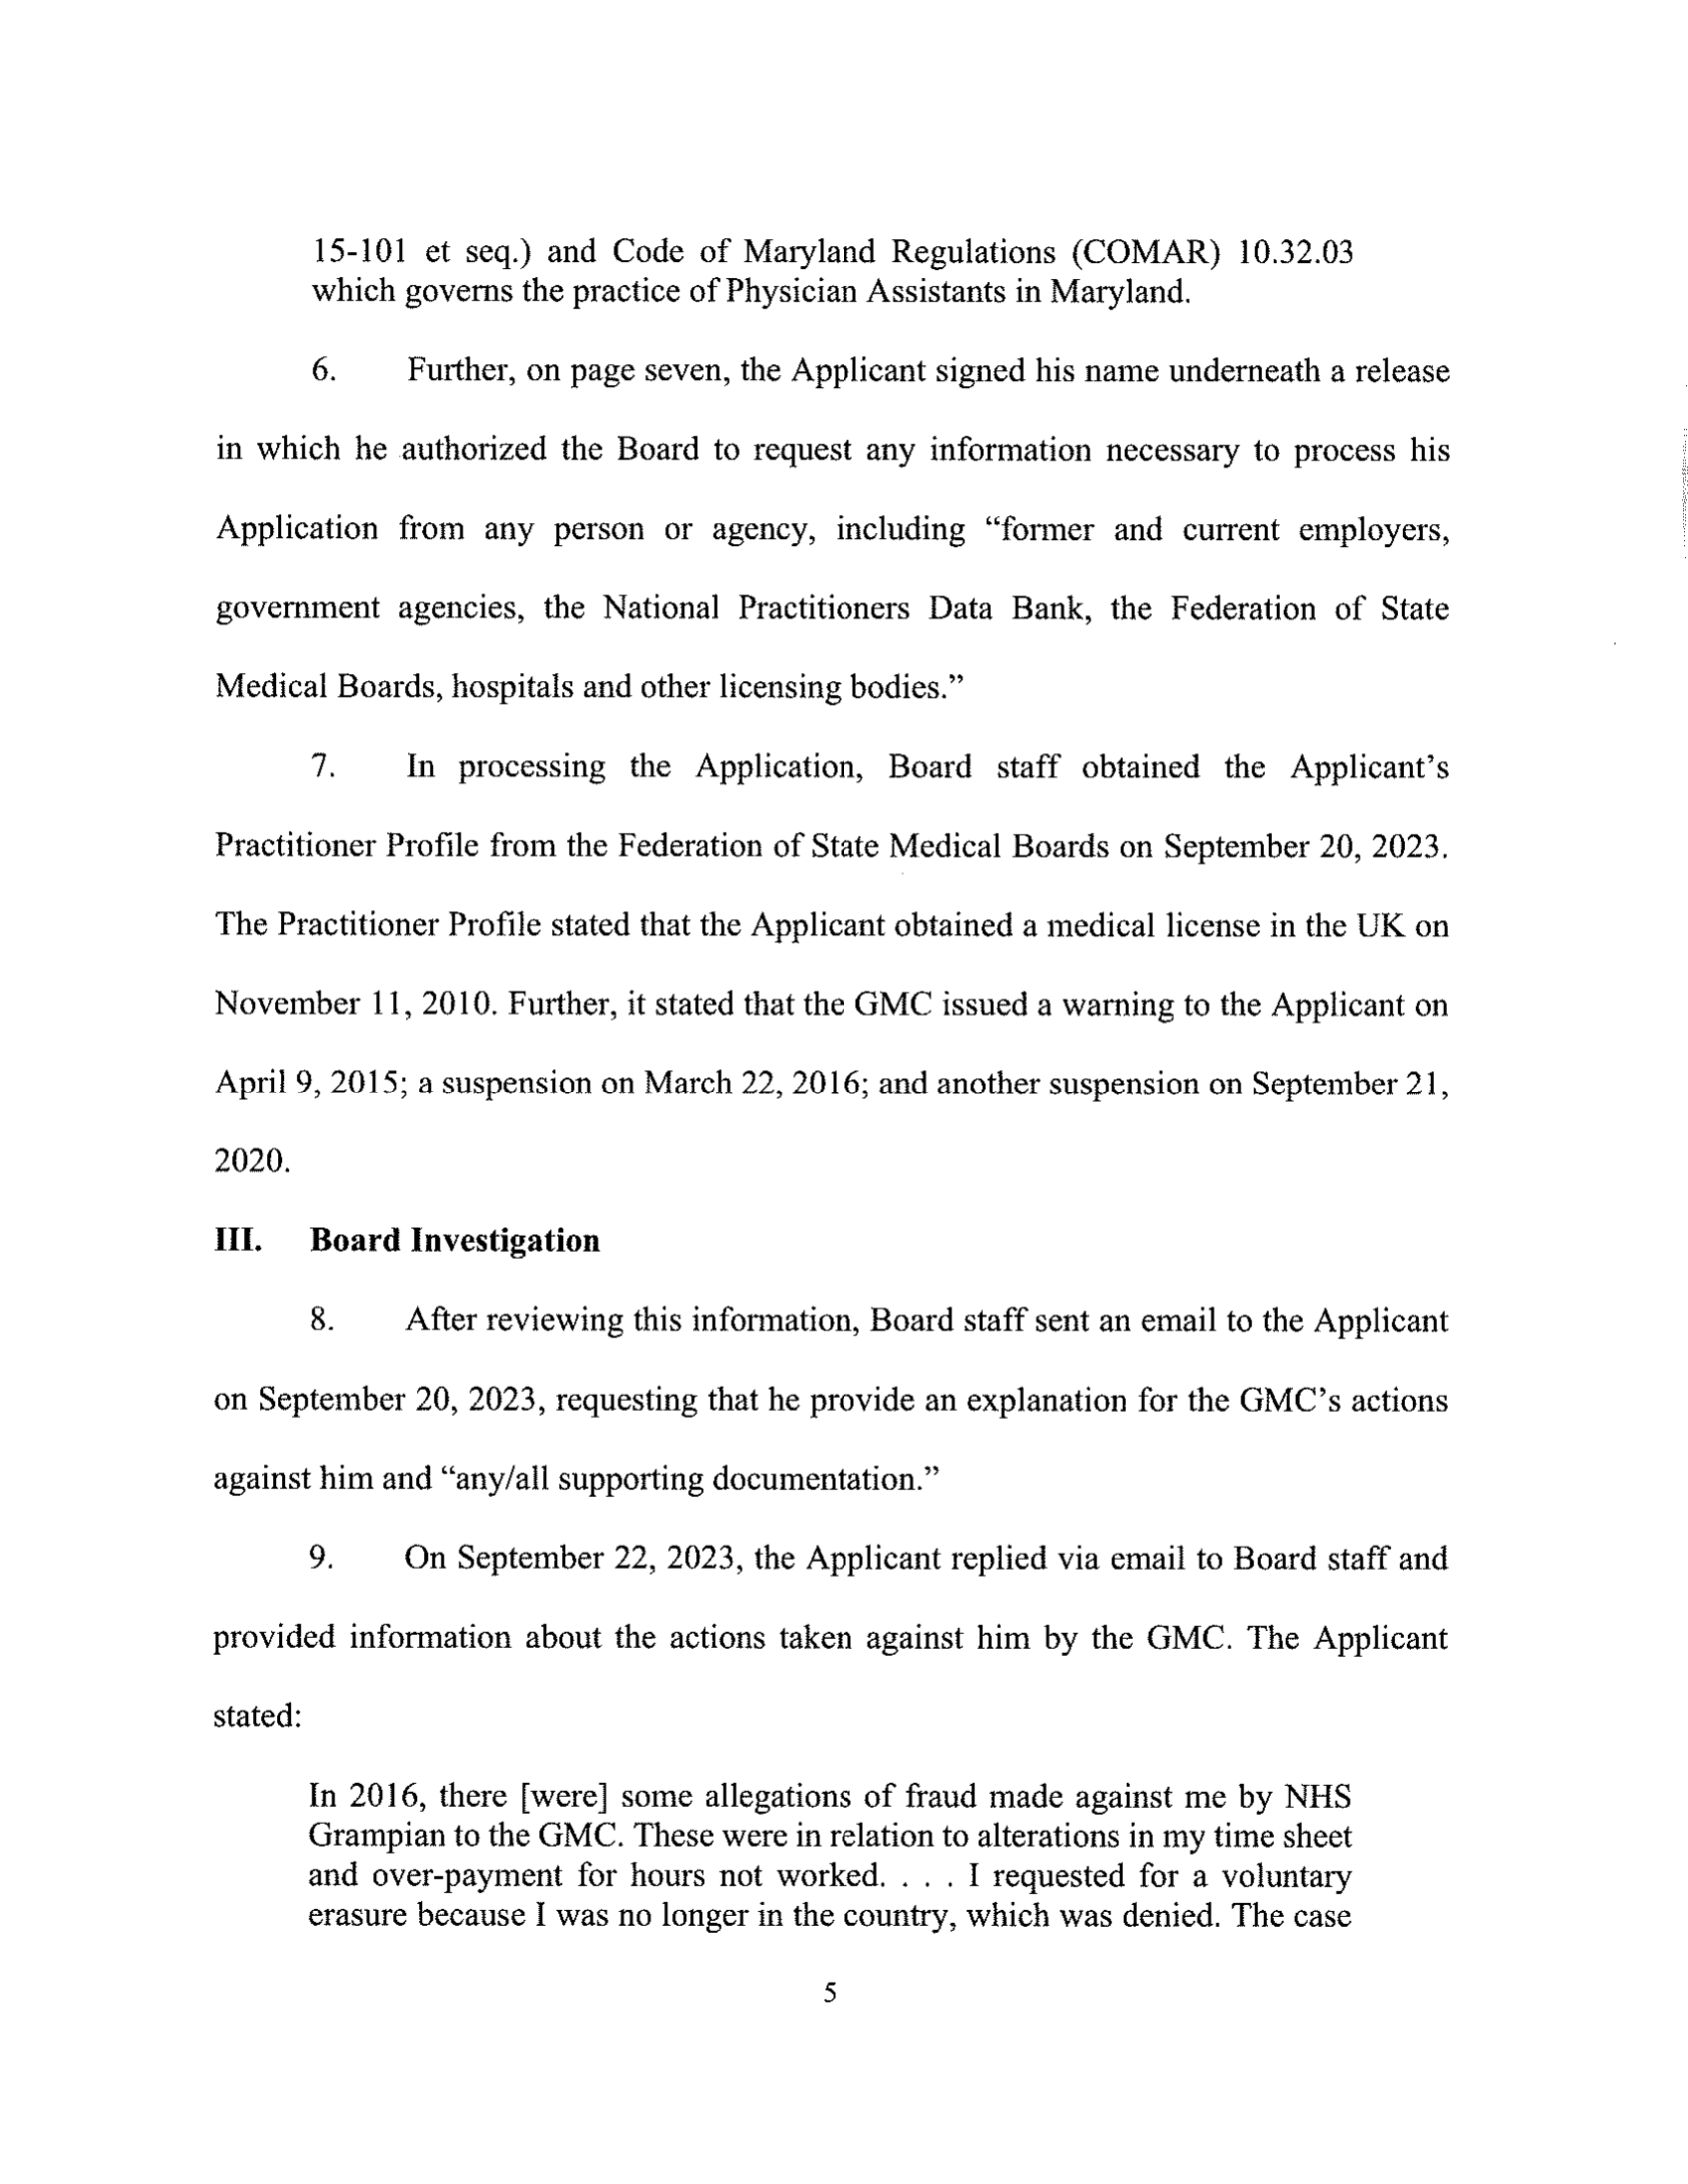 15-101 et seq.) and Code of Maryland Regulations (COMAR) 10.32.03
which governs the practice of Physician Assistants in Maryland.
6. Further, on page seven, the Applicant signed his name underneath a release
in which he authorized the Board to request any information necessary to process his
Application from any person or agency, including “former and current employers,
government agencies, the National Practitioners Data Bank, the Federation of State
Medical Boards, hospitals and other licensing bodies.”
7. In processing the Application, Board staff obtained the Applicant’s
Practitioner Profile from the Federation of State Medical Boards on September 20, 2023.
The Practitioner Profile stated that the Applicant obtained a medical license in the UK on
November 11, 2010. Further, it stated that the GMC issued a warning to the Applicant on
April 9, 2015; a suspension on March 22, 2016; and another suspension on September 21,
2020.
III. Board Investigation
8. After reviewing this information, Board staff sent an email to the Applicant
on September 20, 2023, requesting that he provide an explanation for the GMC’s actions
against him and “any/all supporting documentation.”
9. On September 22, 2023, the Applicant replied via email to Board staff and
provided information about the actions taken against him by the GMC. The Applicant
stated:
In 2016, there [were] some allegations of fraud made against me by NHS
Grampian to the GMC. These were in relation to alterations in my time sheet
and over-payment for hours not worked. . . . I requested for a voluntary
erasure because I was no longer in the country, which was denied. The case
5